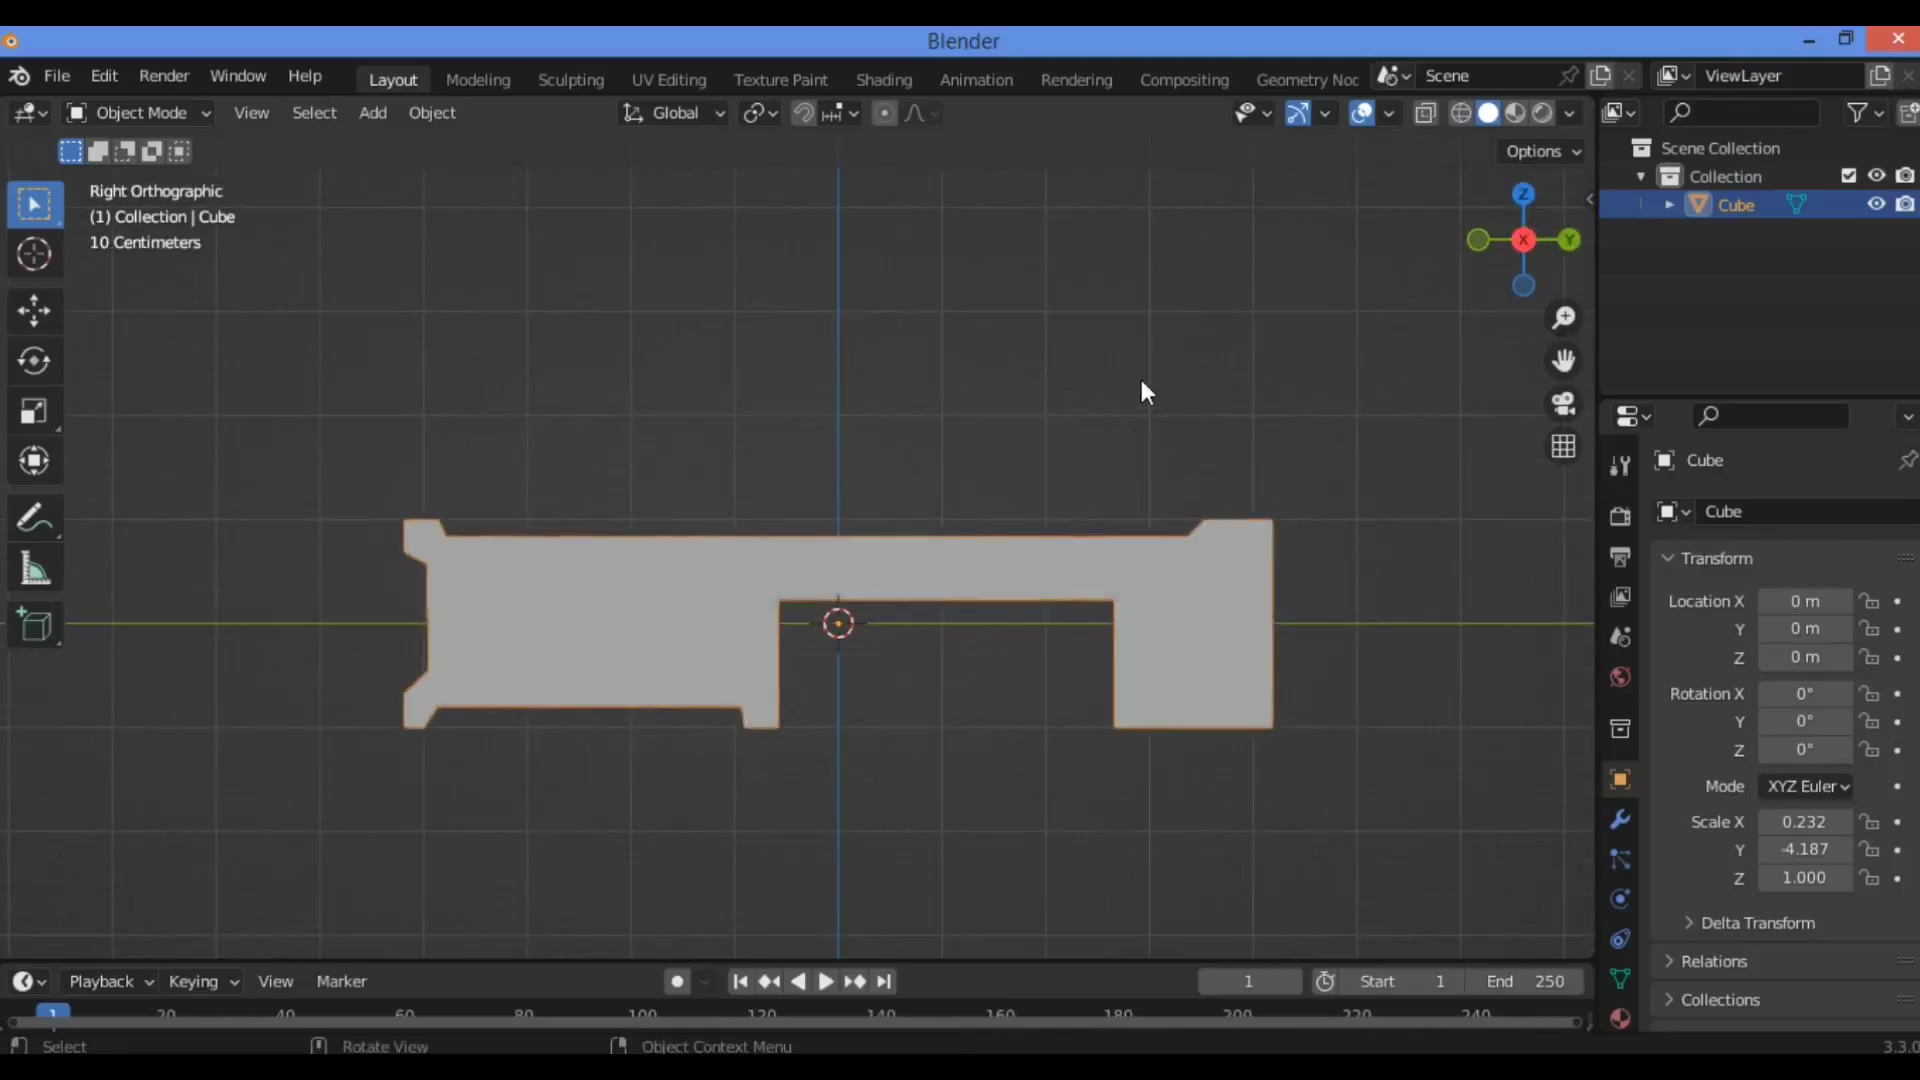 Blender
File Edit Render Window Help Layout Modeling Sculpting UV Editing Texture Paint Shading Animation Rendering Compositing Geometry Noc Scene ViewLayer
Object Mode View Select Add Object Global
Options
Right Orthographic
(1) Collection | Cube
10 Centimeters
Z
X
Y
Scene Collection
Collection
Cube
Cube
Cube
Transform
Location X 0 m
Y 0 m
Z 0 m
Rotation X 0°
Y 0°
Z 0°
Mode XYZ Euler
Scale X 0.232
Y -4.187
Z 1.000
Delta Transform
Relations
Collections
Playback Keying View Marker 1 Start 1 End 250
1 20 40 60 80 100 120 140 160 180 200 220 240
Select Rotate View Object Context Menu 3.3.0